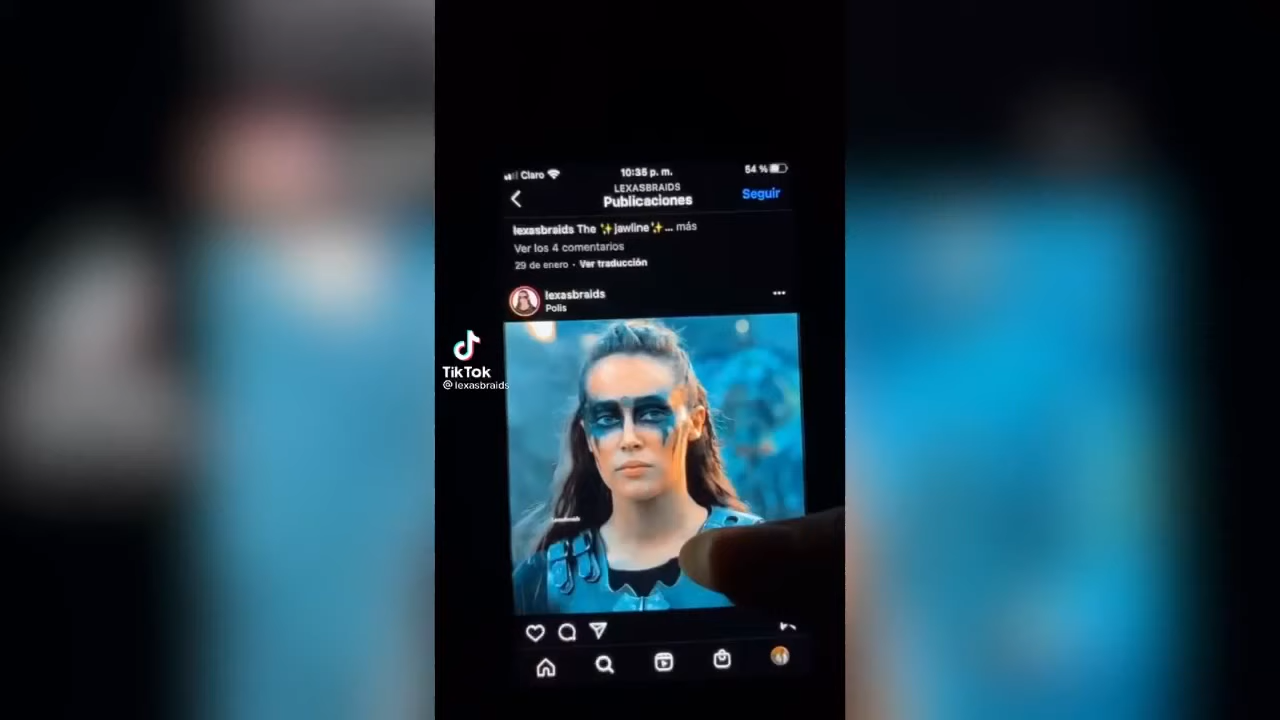 Claro
10:35 p. m.
54 %
LEXASBRAIDS
Publicaciones
Seguir
lexasbraids The ✨jawline✨... más
Ver los 4 comentarios
29 de enero · Ver traducción
lexasbraids
Polis
TikTok
@lexasbraids